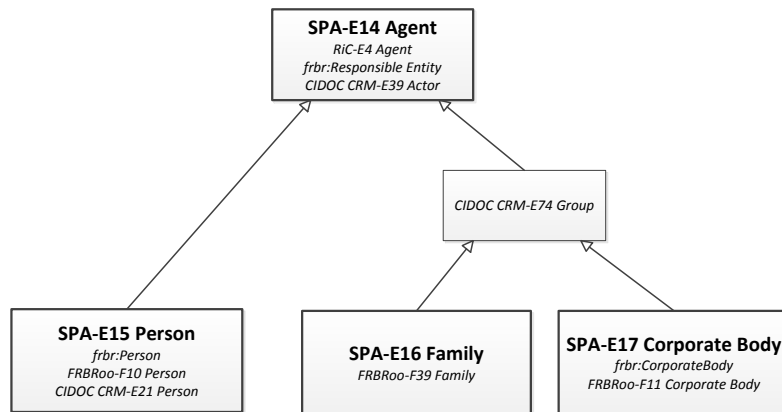 SPA-E14 Agent
RiC-E4 Agent
frbr:Responsible Entity
CIDOC CRM-E39 Actor
CIDOC CRM-E74 Group
SPA-E15 Person
frbr:Person
FRBRoo-F10 Person
CIDOC CRM-E21 Person
SPA-E16 Family
FRBRoo-F39 Family
SPA-E17 Corporate Body
frbr:CorporateBody
FRBRoo-F11 Corporate Body